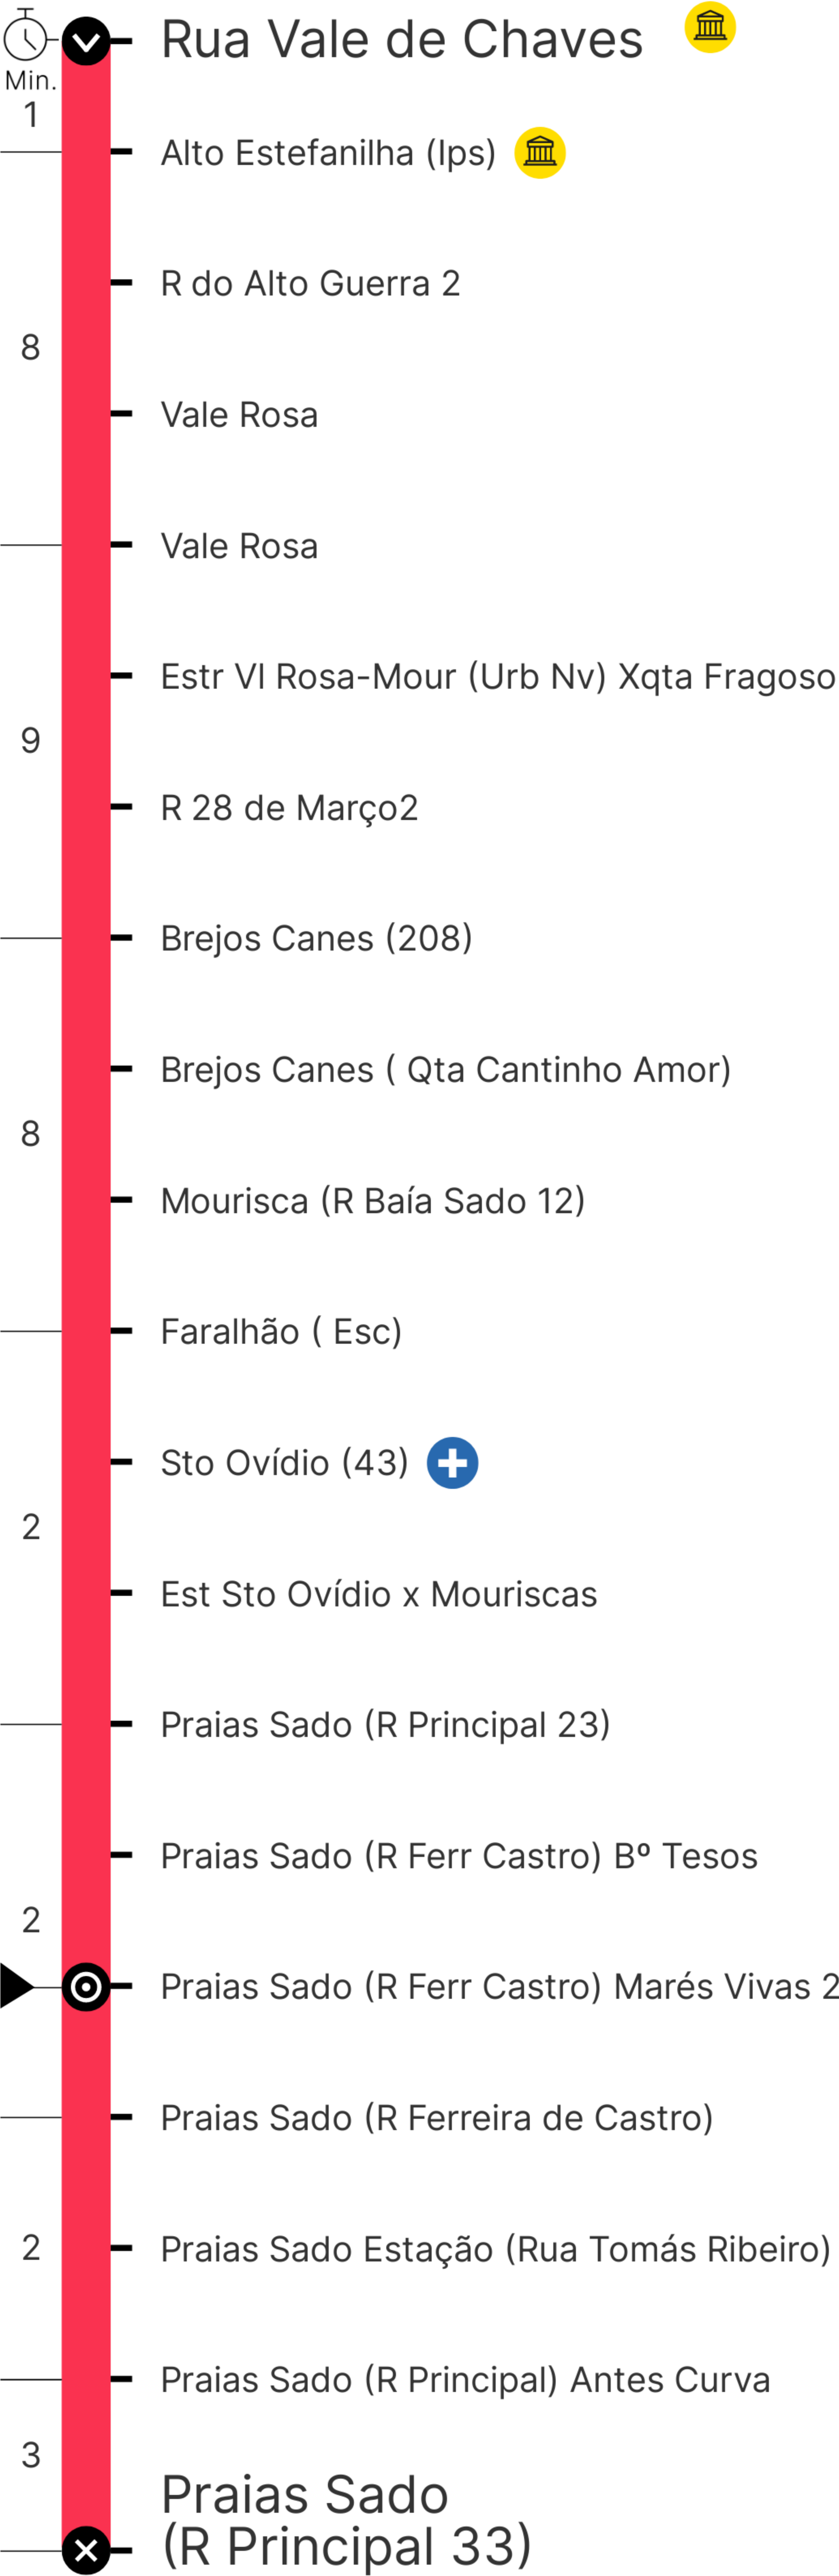 Rua Vale de Chaves
Min.
1
Alto Estefanilha (Ips)
R do Alto Guerra 2
8
Vale Rosa
Vale Rosa
Estr Vl Rosa-Mour (Urb Nv) Xqta Fragoso
9
R 28 de Março2
Brejos Canes (208)
Brejos Canes ( Qta Cantinho Amor)
8
Mourisca (R Baía Sado 12)
Faralhão ( Esc)
Sto Ovídio (43)
2
Est Sto Ovídio x Mouriscas
Praias Sado (R Principal 23)
Praias Sado (R Ferr Castro) Bº Tesos
2
Praias Sado (R Ferr Castro) Marés Vivas 2
Praias Sado (R Ferreira de Castro)
2
Praias Sado Estação (Rua Tomás Ribeiro)
Praias Sado (R Principal) Antes Curva
3
Praias Sado
(R Principal 33)